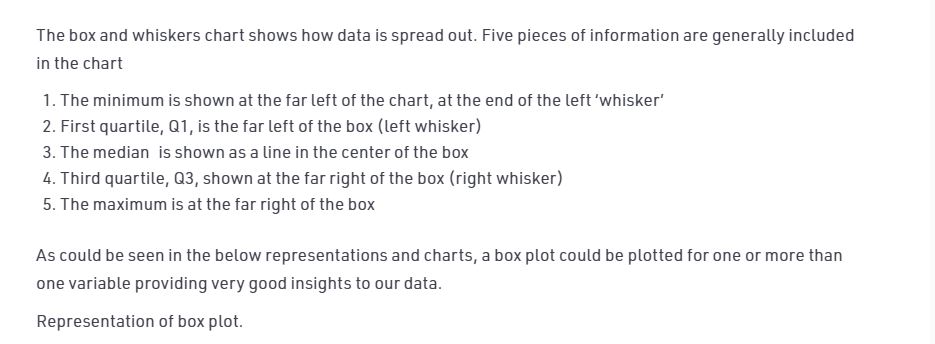 The box and whiskers chart shows how data is spread out. Five pieces of information are generally included
in the chart
1. The minimum is shown at the far left of the chart, at the end of the left ‘whisker’
2. First quartile, Q1, is the far left of the box (left whisker)
3. The median  is shown as a line in the center of the box
4. Third quartile, Q3, shown at the far right of the box (right whisker)
5. The maximum is at the far right of the box
As could be seen in the below representations and charts, a box plot could be plotted for one or more than
one variable providing very good insights to our data.
Representation of box plot.